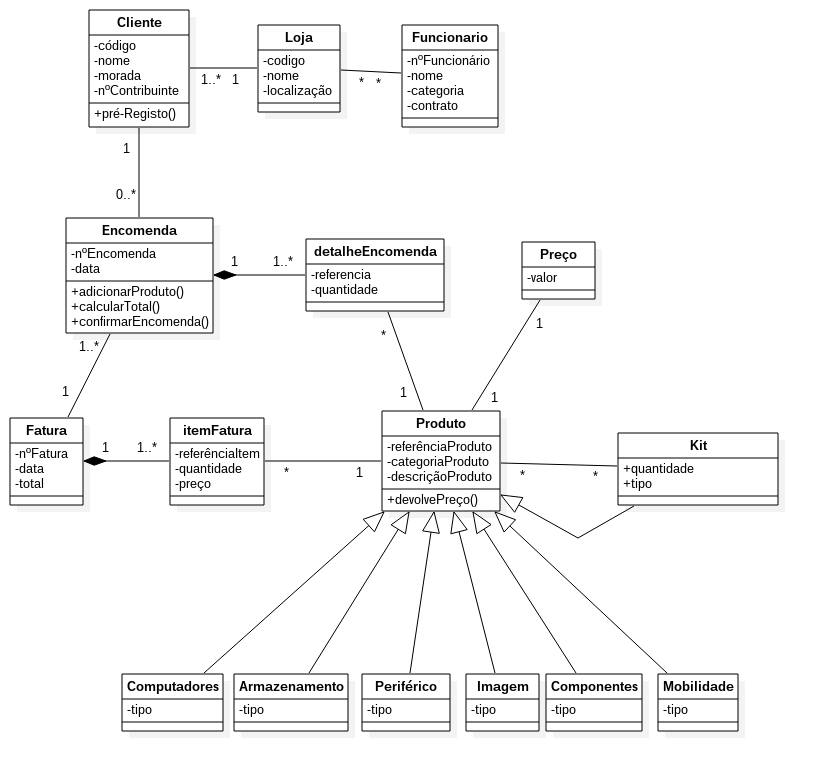 Cliente
-código
-nome
-morada
-nºContribuinte
+pré-Registo()
Loja
-codigo
-nome
-localização
Funcionario
-nºFuncionário
-nome
-categoria
-contrato
1..*
1
*
*
1
0..*
Encomenda
-nºEncomenda
-data
+adicionarProduto()
+calcularTotal()
+confirmarEncomenda()
1
1..*
detalheEncomenda
-referencia
-quantidade
Preço
-valor
1..*
1
*
1
1
1
Fatura
-nºFatura
-data
-total
1
1..*
itemFatura
-referênciaItem
-quantidade
-preço
*
1
Produto
-referênciaProduto
-categoriaProduto
-descriçãoProduto
+devolvePreço()
*
*
Kit
+quantidade
+tipo
Computadores
-tipo
Armazenamento
-tipo
Periférico
-tipo
Imagem
-tipo
Componentes
-tipo
Mobilidade
-tipo